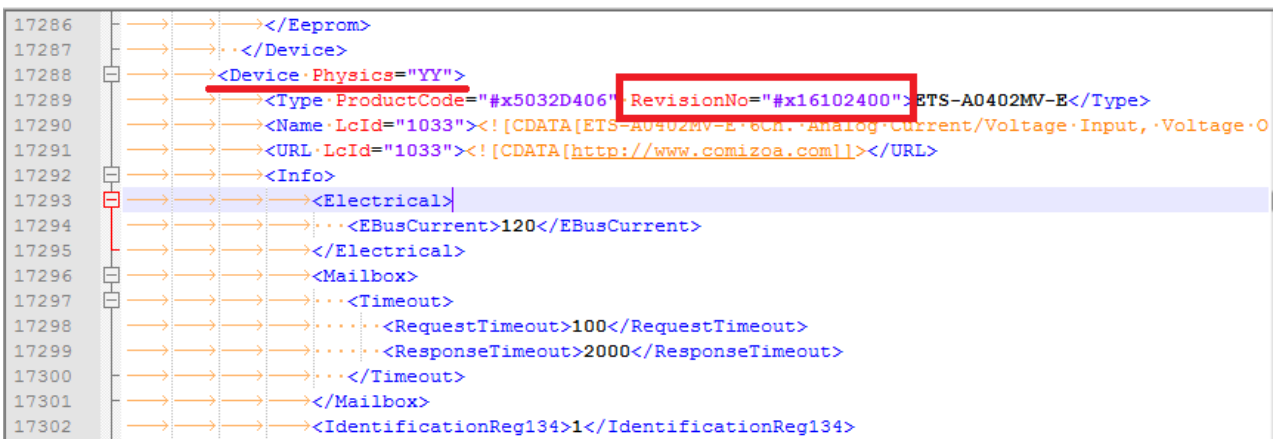 17286 </Eeprom>
17287 </Device>
17288 <Device Physics="YY">
17289 <Type ProductCode="#x5032D406" RevisionNo="#x16102400">ETS-A0402MV-E</Type>
17290 <Name LcId="1033"><![CDATA[ETS-A0402MV-E 6Ch. Analog Current/Voltage Input, Voltage O
17291 <URL LcId="1033"><![CDATA[http://www.comizoa.com]]></URL>
17292 <Info>
17293 <Electrical>
17294 <EBusCurrent>120</EBusCurrent>
17295 </Electrical>
17296 <Mailbox>
17297 <Timeout>
17298 <RequestTimeout>100</RequestTimeout>
17299 <ResponseTimeout>2000</ResponseTimeout>
17300 </Timeout>
17301 </Mailbox>
17302 <IdentificationReg134>1</IdentificationReg134>